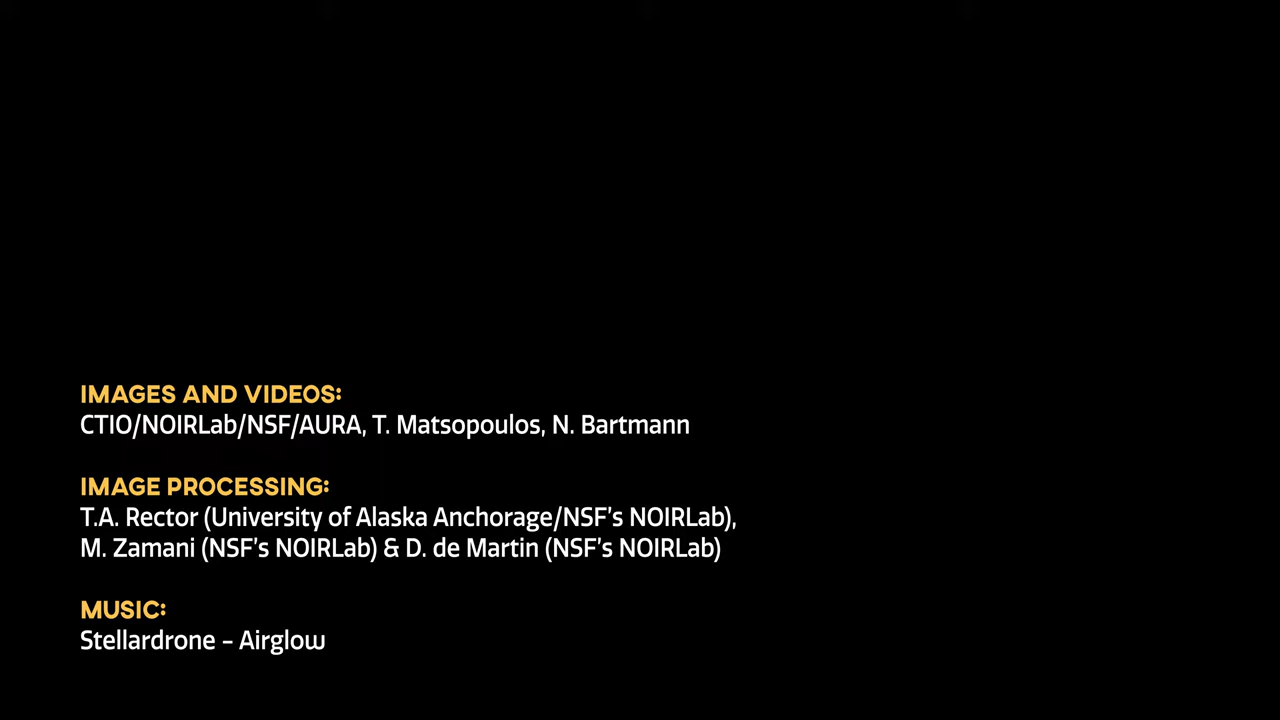 IMAGES AND VIDEOS:
CTIO/NOIRLab/NSF/AURA, T. Matsopoulos, N. Bartmann
IMAGE PROCESSING:
T.A. Rector (University of Alaska Anchorage/NSF’s NOIRLab),
M. Zamani (NSF’s NOIRLab) & D. de Martin (NSF’s NOIRLab)
MUSIC:
Stellardrone – Airglow